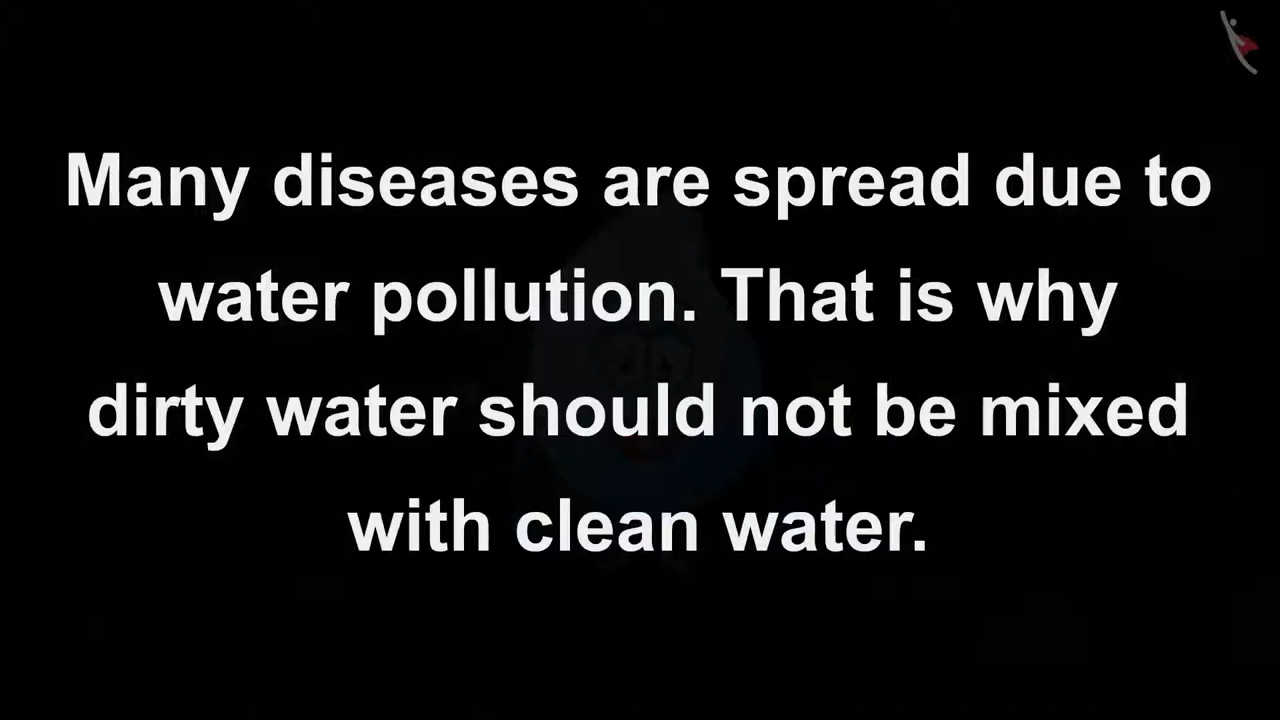 Many diseases are spread due to
water pollution. That is why
dirty water should not be mixed
with clean water.